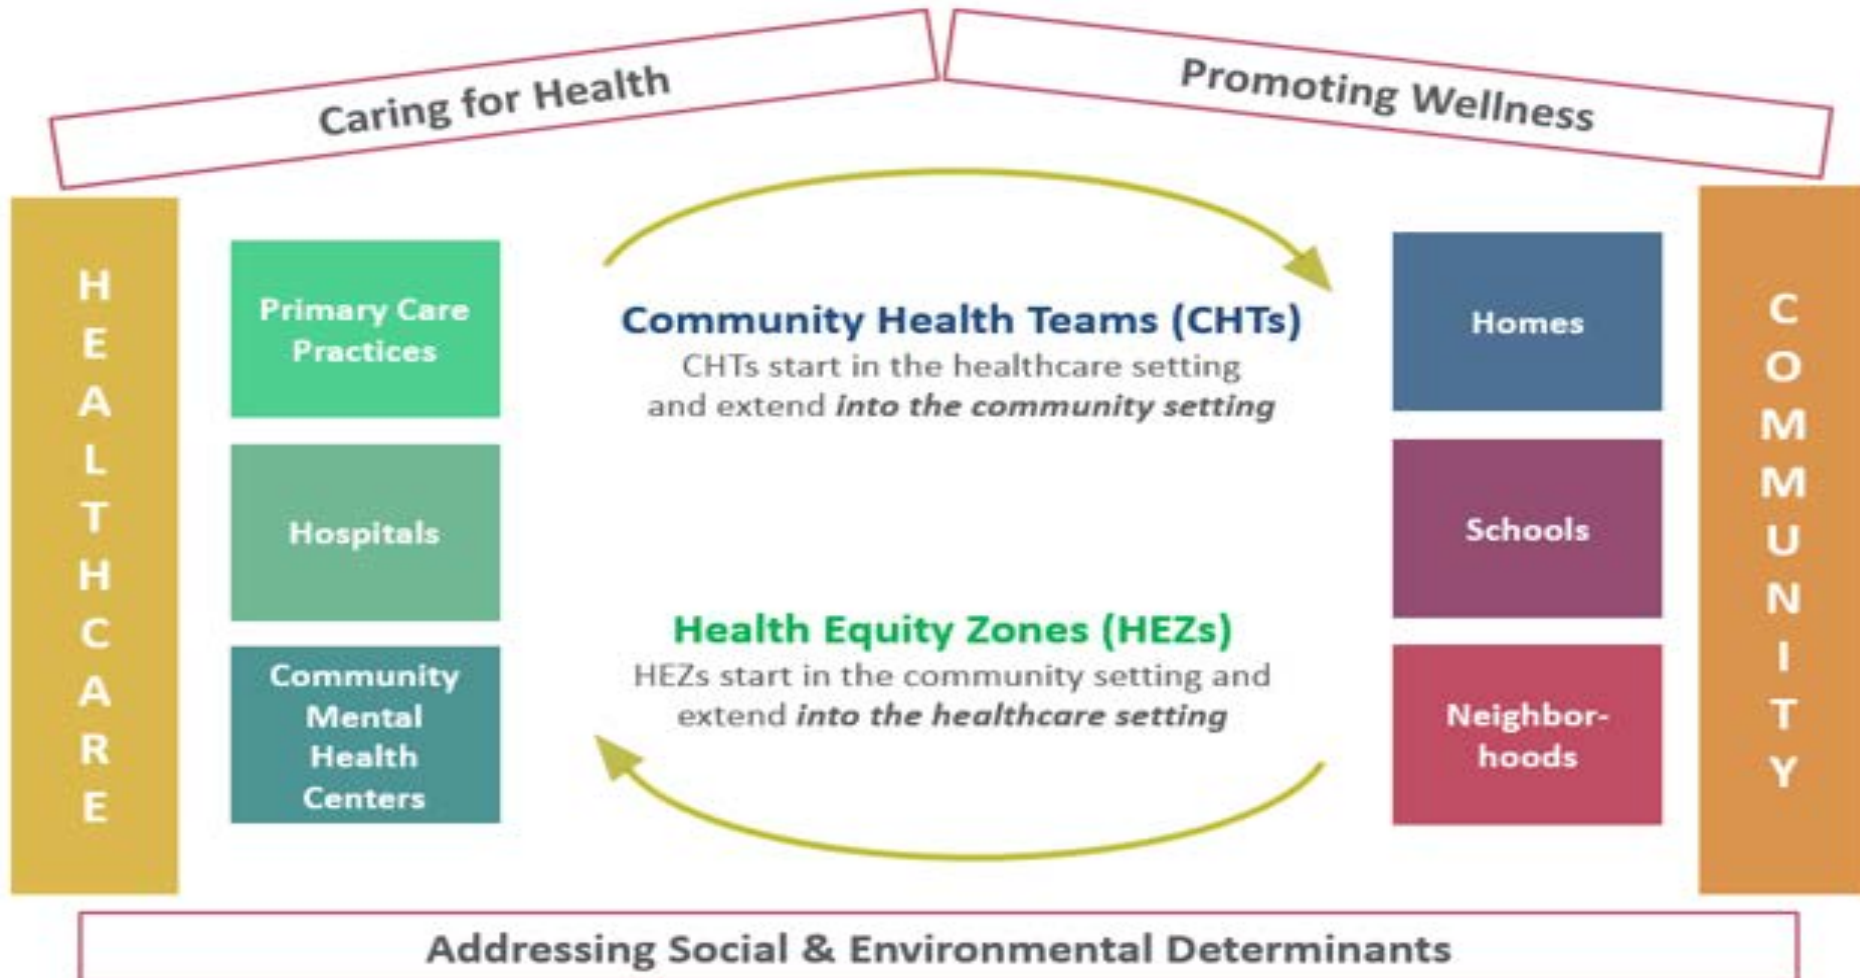 Caring for Health
Promoting Wellness
HEALTHCARE
Primary Care
Practices
Hospitals
Community
Mental
Health
Centers
Community Health Teams (CHTs)
CHTs start in the healthcare setting
and extend into the community setting
Health Equity Zones (HEZs)
HEZs start in the community setting and
extend into the healthcare setting
Homes
Schools
Neighbor-
hoods
COMMUNITY
Addressing Social & Environmental Determinants